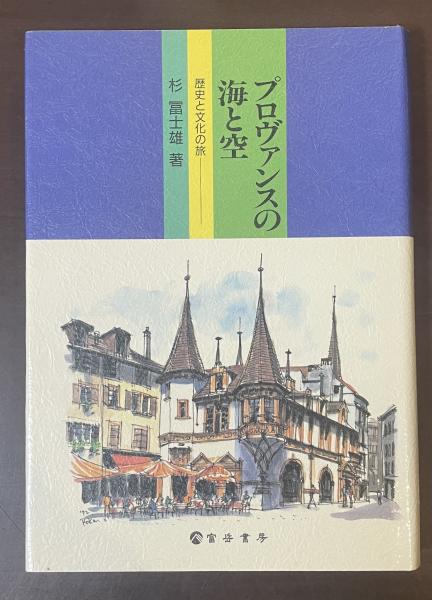 プロヴァンスの
海と空
歴史と文化の旅
杉 冨士雄 著
富岳書房